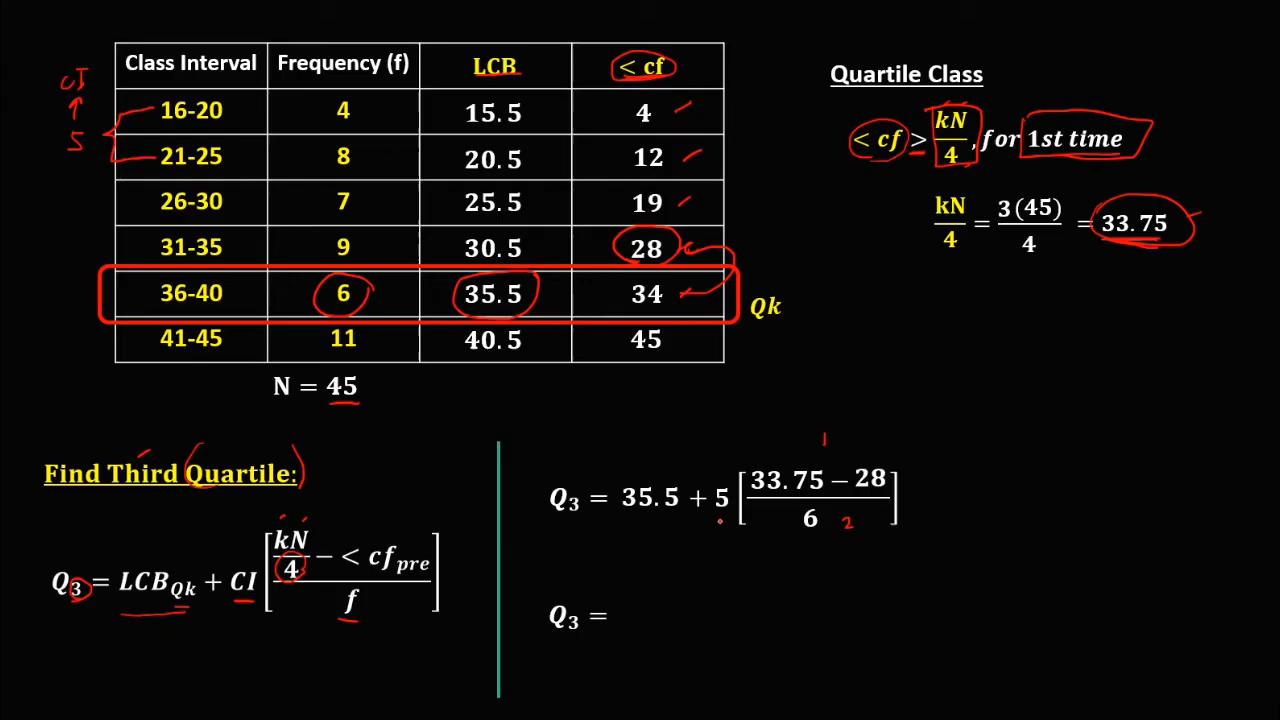 Class Interval Frequency (f) LCB < cf
16-20 4 15.5 4
21-25 8 20.5 12
26-30 7 25.5 19
31-35 9 30.5 28
36-40 6 35.5 34
41-45 11 40.5 45
CI
5
Qk
N = 45
Quartile Class
< cf ≥ kN/4, for 1st time
kN/4 = 3(45)/4 = 33.75
Find Third Quartile:
Q₃ = LCB_Qk + CI [(kN/4 − < cf_pre)/f]
1
Q₃ = 35.5 + 5 [(33.75 − 28)/6]
2
Q₃ =